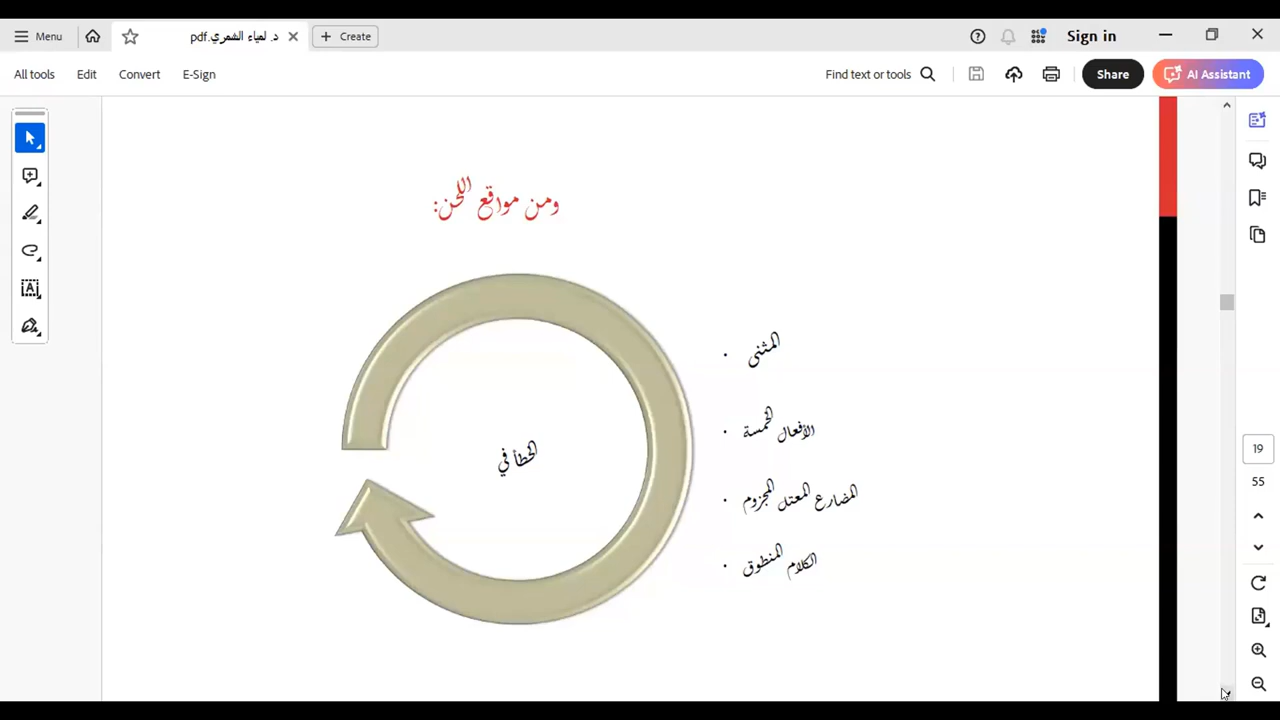 Menu
د. لمياء الشمري.pdf
Create
Sign in
All tools
Edit
Convert
E-Sign
Find text or tools
Share
AI Assistant
ومن مواقع اللحن:
المثنى
الأفعال الخمسة
الخطأ في
المضارع المعتل المجزوم
الكلام المنطوق
19
55